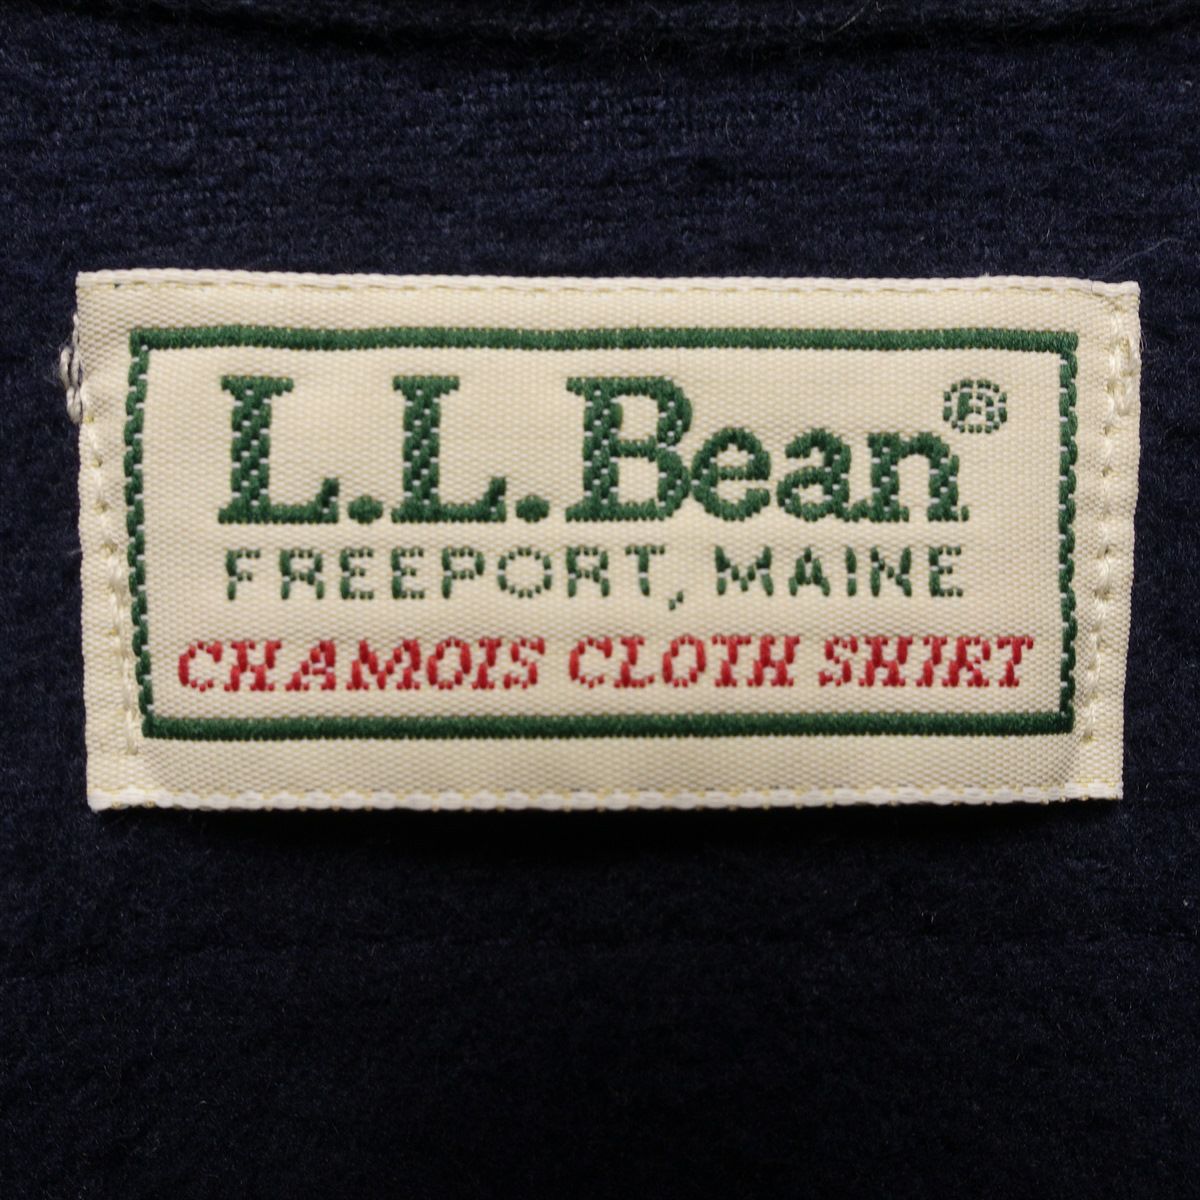 L.L.Bean®
FREEPORT, MAINE
CHAMOIS CLOTH SHIRT